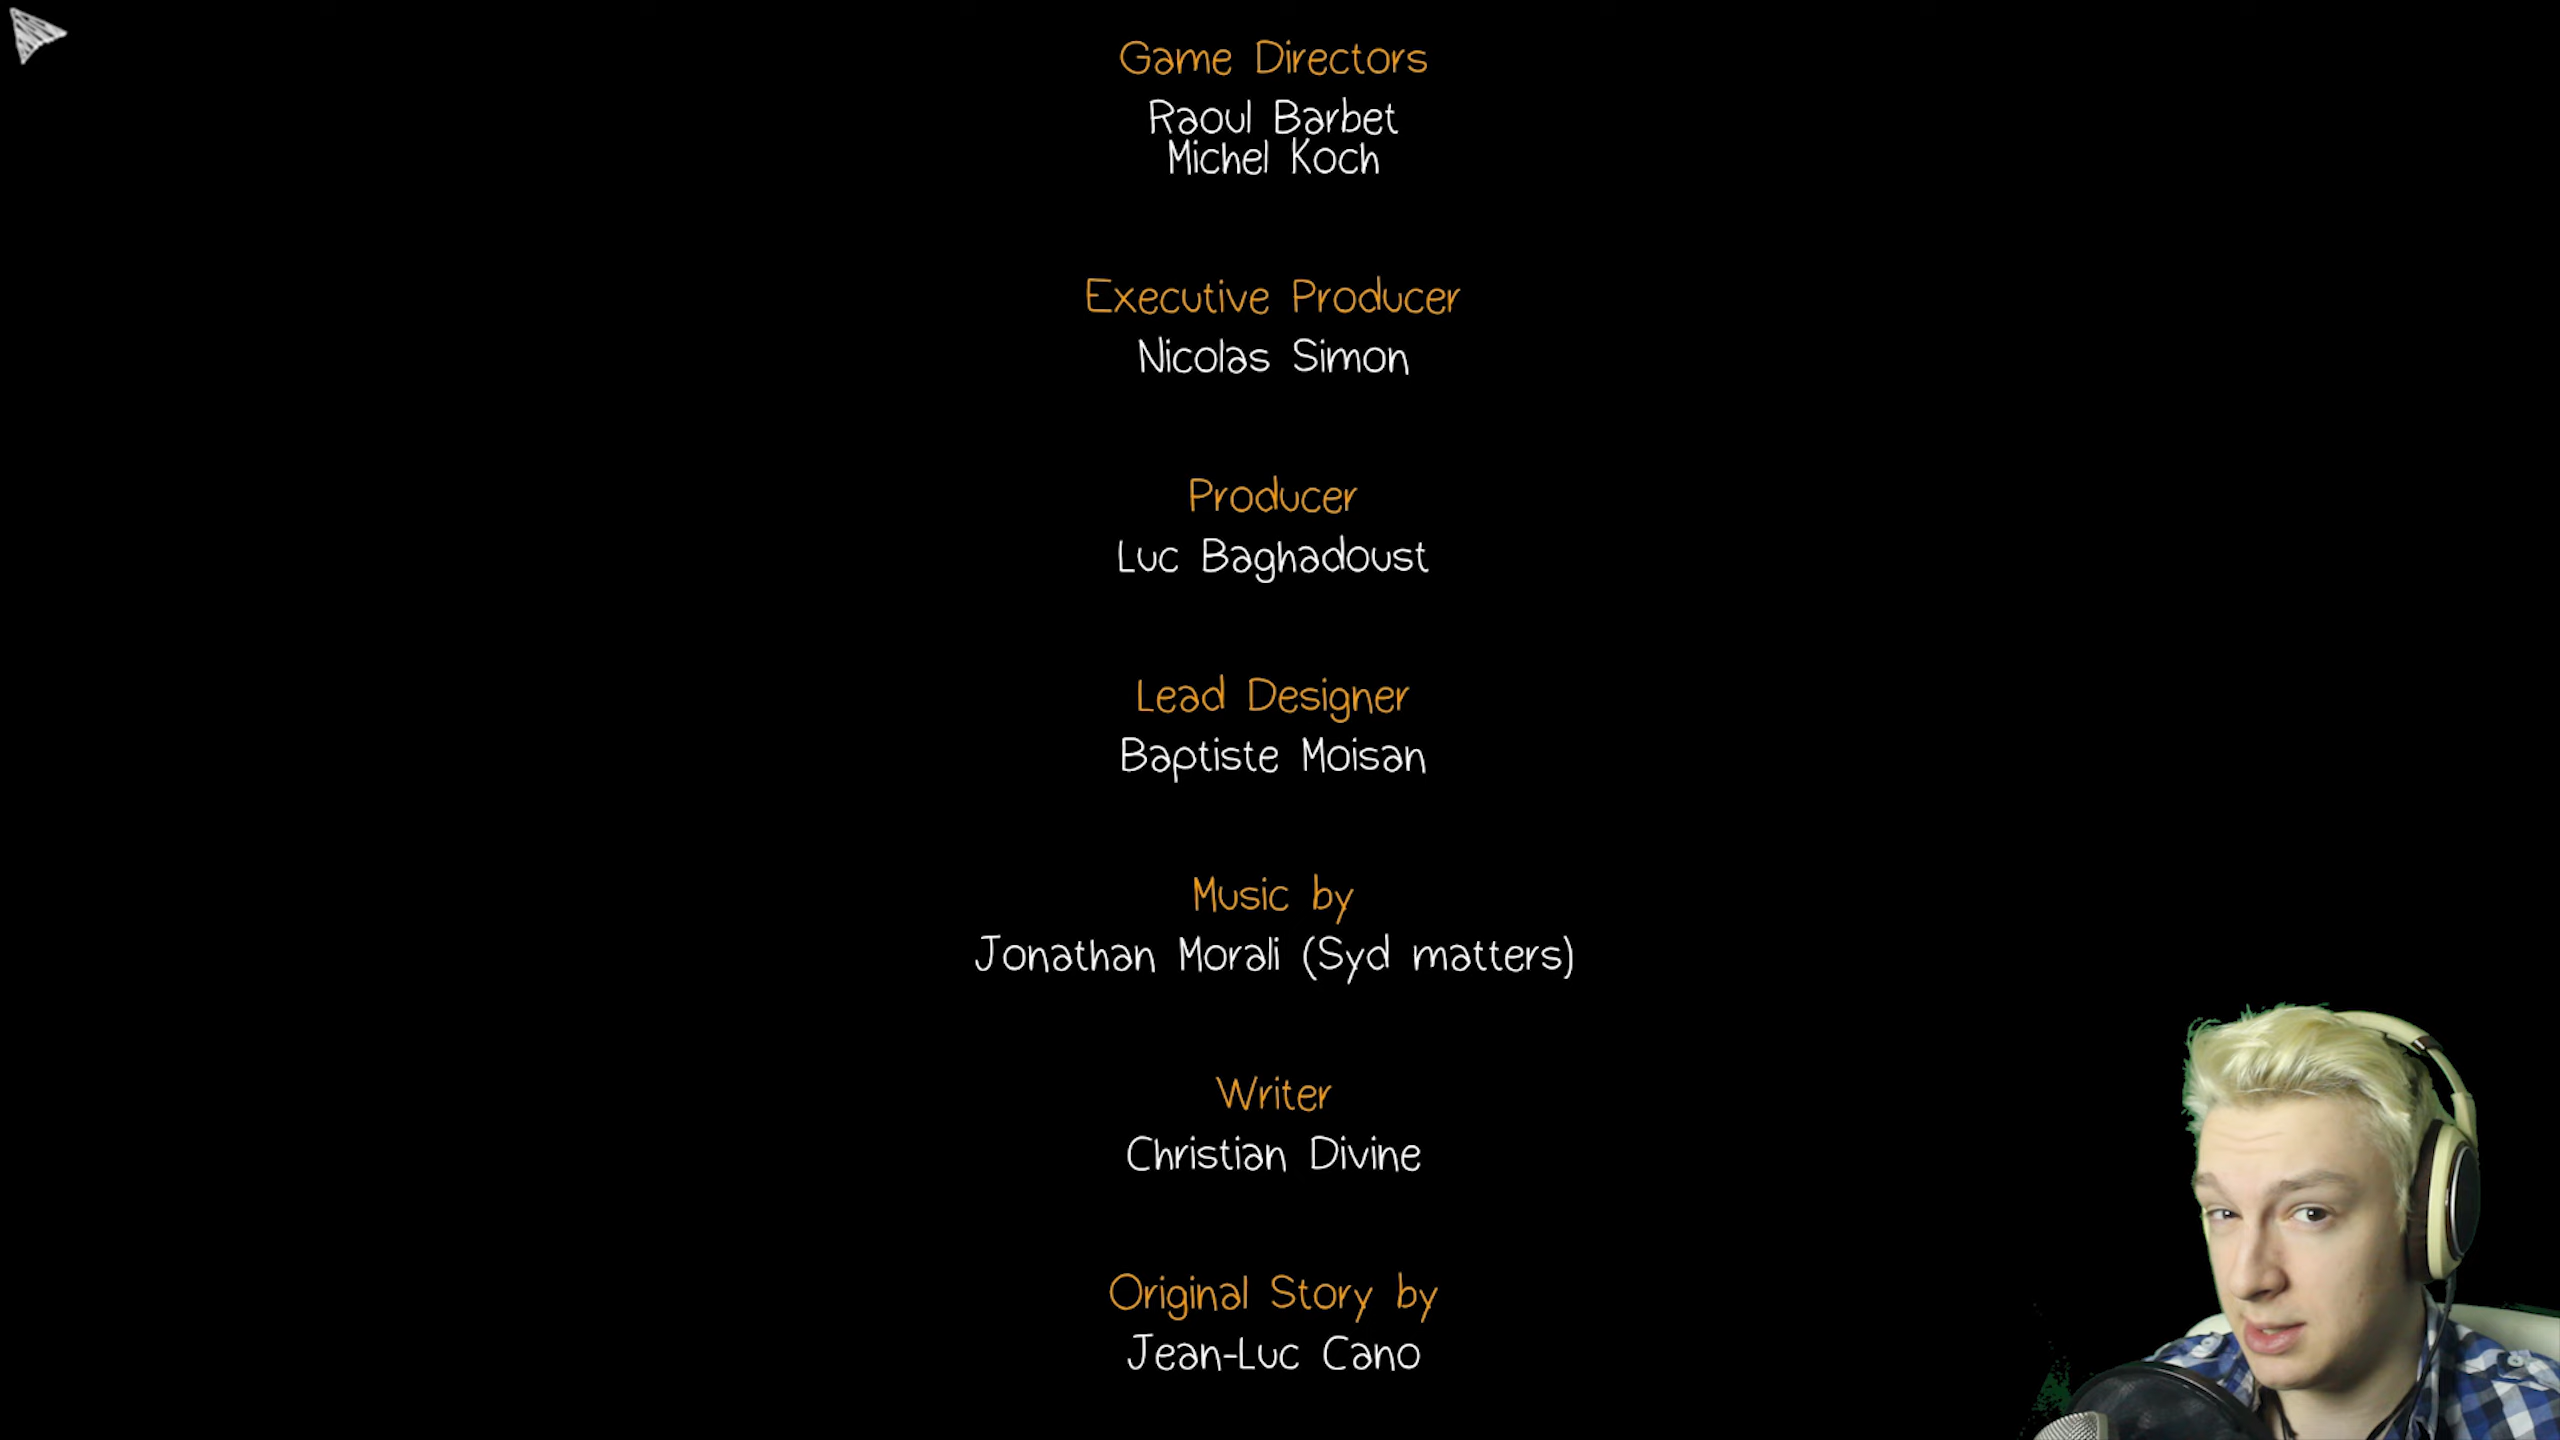 Game Directors
Raoul Barbet
Michel Koch
Executive Producer
Nicolas Simon
Producer
Luc Baghadoust
Lead Designer
Baptiste Moisan
Music by
Jonathan Morali (Syd matters)
Writer
Christian Divine
Original Story by
Jean-Luc Cano